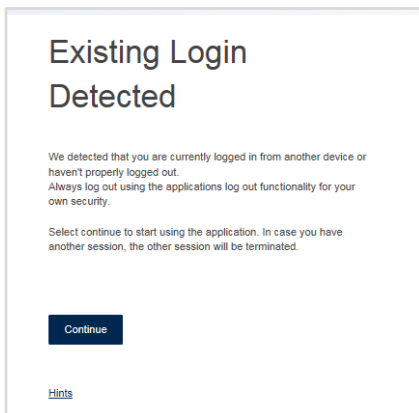 Existing Login
Detected
We detected that you are currently logged in from another device or
haven't properly logged out.
Always log out using the applications log out functionality for your
own security.
Select continue to start using the application. In case you have
another session, the other session will be terminated.
Continue
Hints